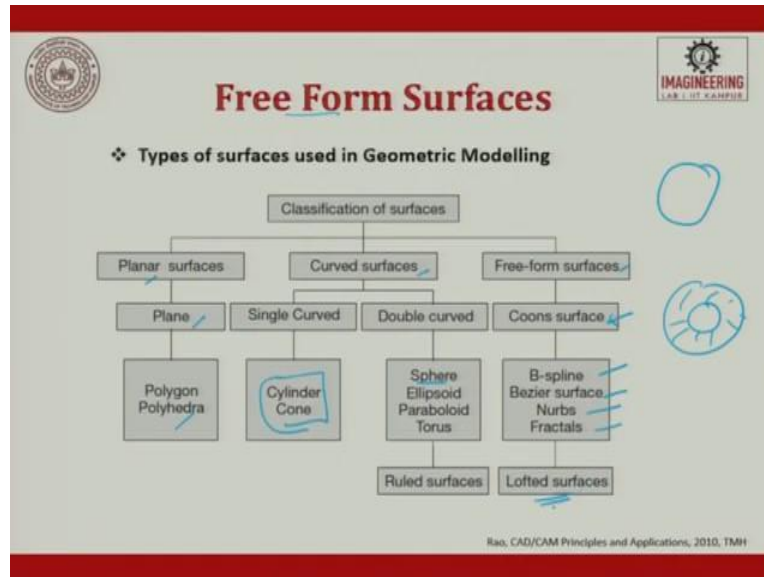 IMAGINEERING
LAB | IIT KANPUR
Free Form Surfaces
❖ Types of surfaces used in Geometric Modelling
Classification of surfaces
Planar surfaces
Curved surfaces
Free-form surfaces
Plane
Single Curved
Double curved
Coons surface
Polygon
Polyhedra
Cylinder
Cone
Sphere
Ellipsoid
Paraboloid
Torus
B-spline
Bezier surface
Nurbs
Fractals
Ruled surfaces
Lofted surfaces
Rao, CAD/CAM Principles and Applications, 2010, TMH